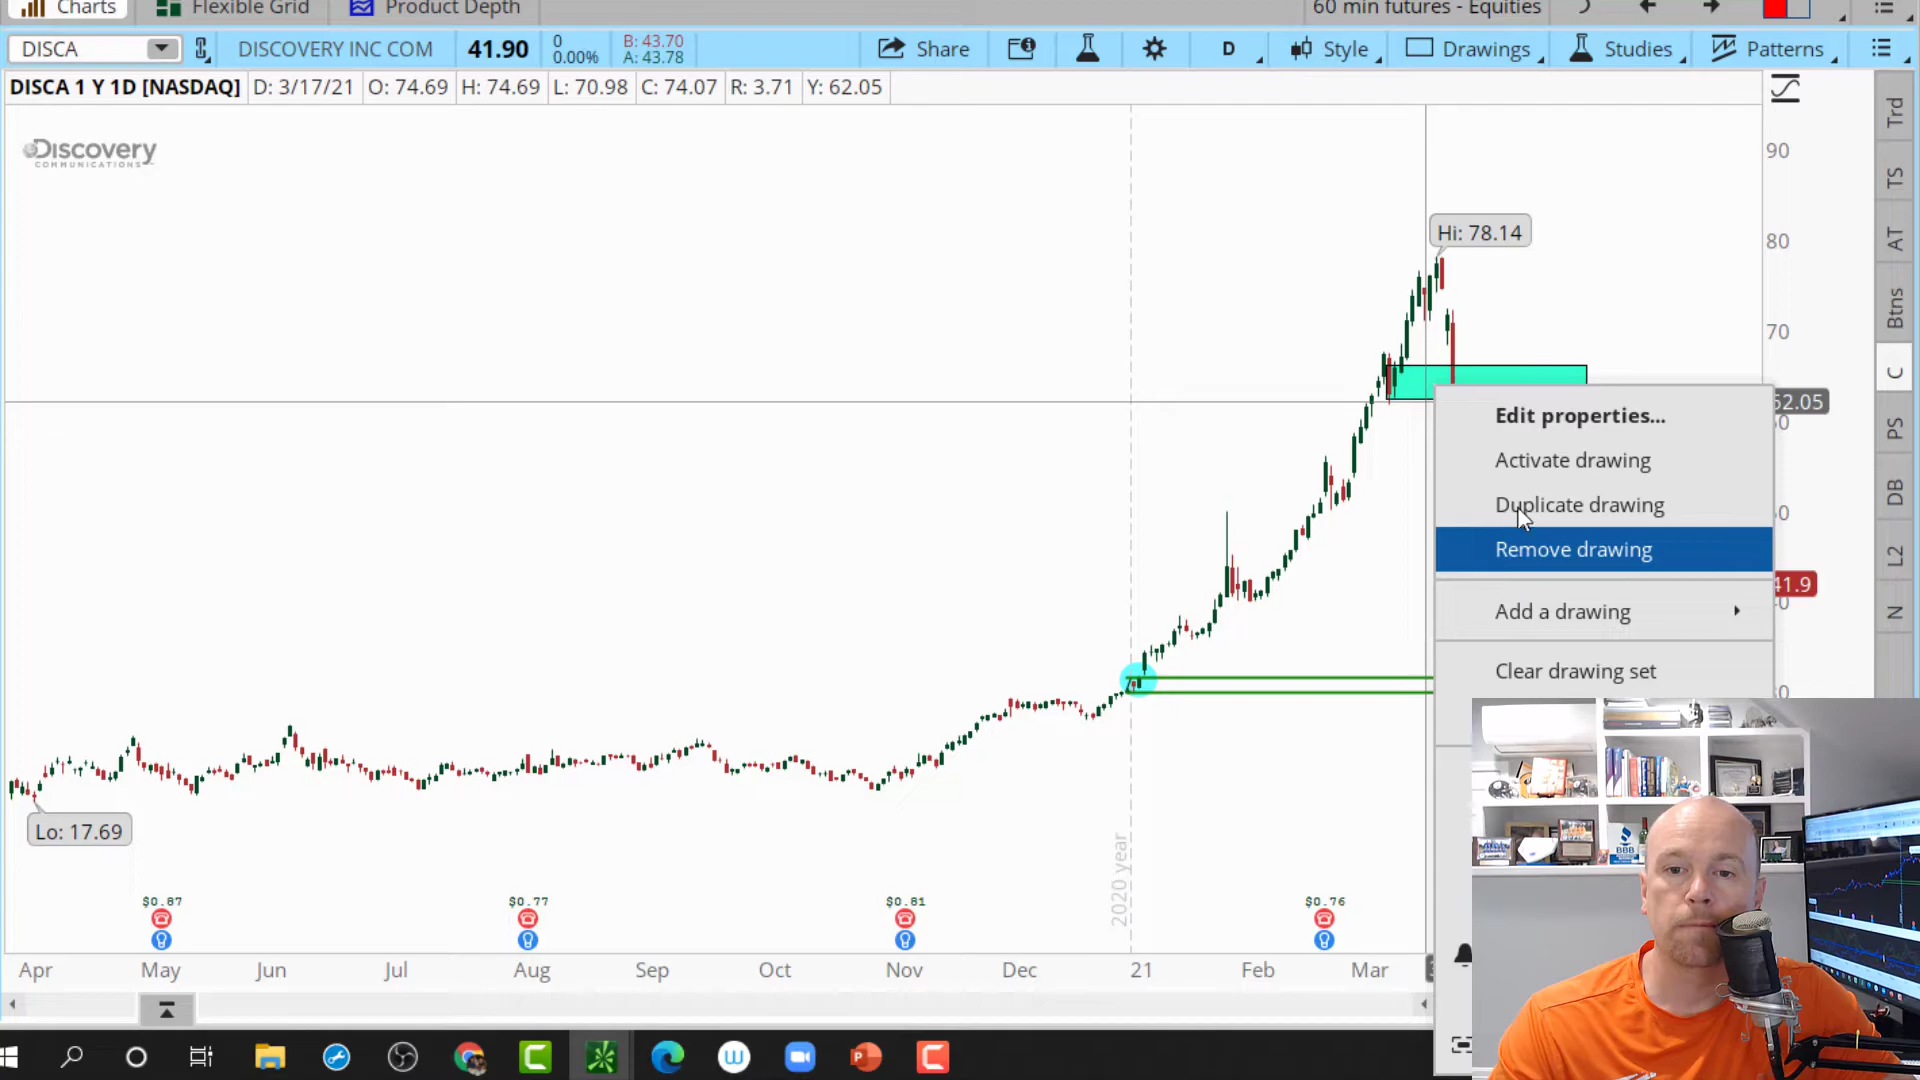 Charts
Flexible Grid
Product Depth
60 min futures - Equities
DISCA
DISCOVERY INC COM
41.90
0
0.00%
B: 43.70
A: 43.78
Share
D
Style
Drawings
Studies
Patterns
DISCA 1 Y 1D [NASDAQ]
D: 3/17/21
O: 74.69
H: 74.69
L: 70.98
C: 74.07
R: 3.71
Y: 62.05
Discovery
COMMUNICATIONS
90
80
70
Hi: 78.14
62.05
41.9
Edit properties...
Activate drawing
Duplicate drawing
Remove drawing
Add a drawing
Clear drawing set
Lo: 17.69
2020 year
$0.87
$0.77
$0.81
$0.76
Apr
May
Jun
Jul
Aug
Sep
Oct
Nov
Dec
21
Feb
Mar
Trd
TS
AT
Btns
C
PS
DB
L2
N
BBB